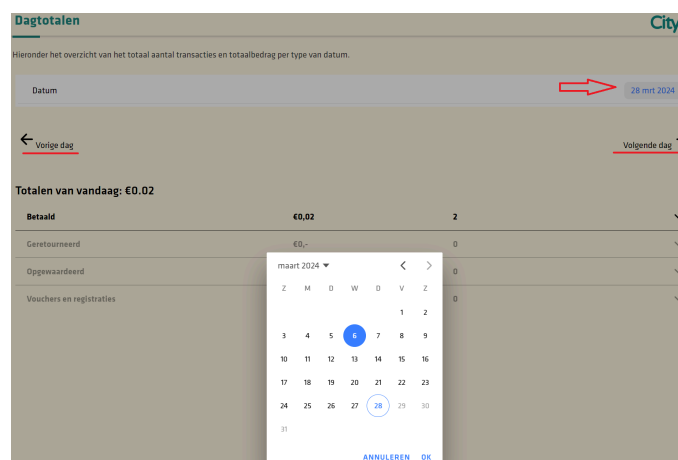 Dagtotalen
City
Hieronder het overzicht van het totaal aantal transacties en totaalbedrag per type van datum.
Datum 28 mrt 2024
Vorige dag Volgende dag
Totalen van vandaag: €0.02
Betaald €0,02 2
Geretourneerd €0,- 0
Opgewaardeerd 0
Vouchers en registraties 0
maart 2024
Z M D W D V Z
1 2
3 4 5 6 7 8 9
10 11 12 13 14 15 16
17 18 19 20 21 22 23
24 25 26 27 28 29 30
31
ANNULEREN OK